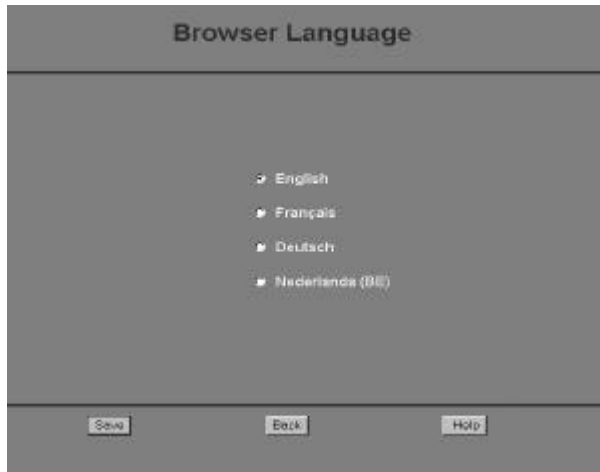 Browser Language
English
Français
Deutsch
Nederlands (BE)
Save Back Help